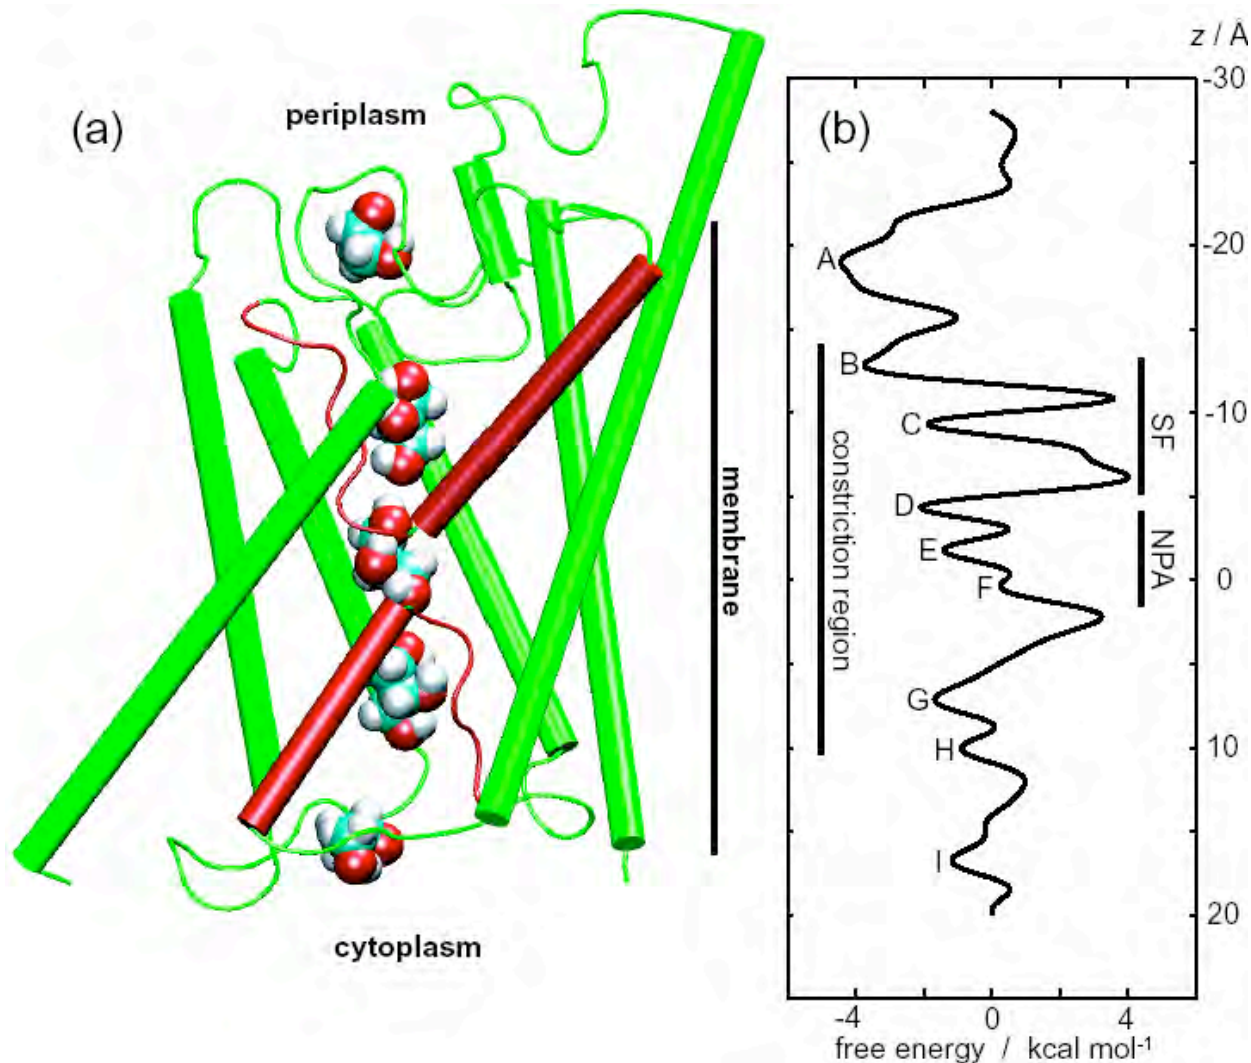 (a)
periplasm
membrane
cytoplasm
z / Å
(b)
-30
-20
-10
0
10
20
A
B
C
D
E
F
G
H
I
constriction region
SF
NPA
-4 0 4
free energy / kcal mol⁻¹